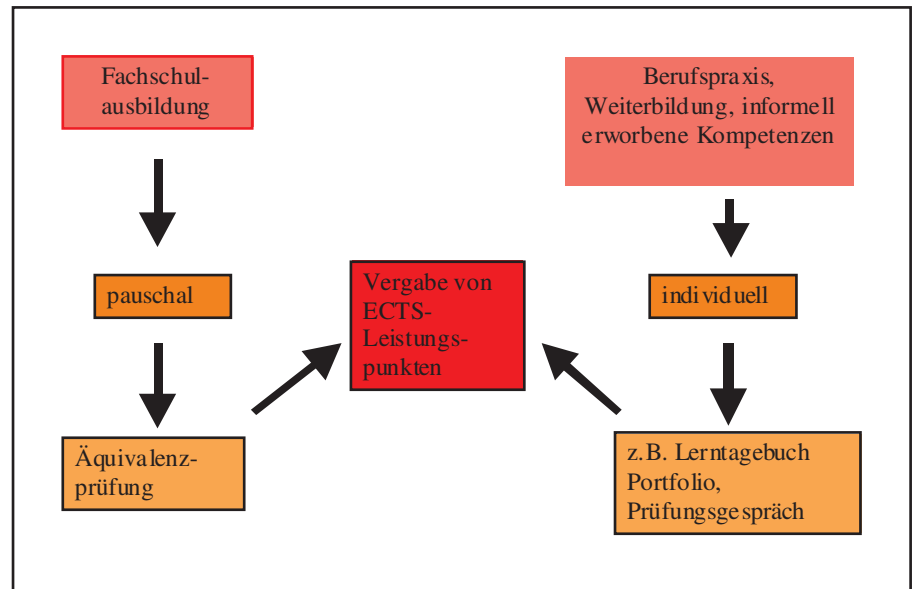 Fachschul-
ausbildung
Berufspraxis,
Weiterbildung, informell
erworbene Kompetenzen
pauschal
Vergabe von
ECTS-
Leistungs-
punkten
individuell
Äquivalenz-
prüfung
z.B. Lerntagebuch
Portfolio,
Prüfungsgespräch